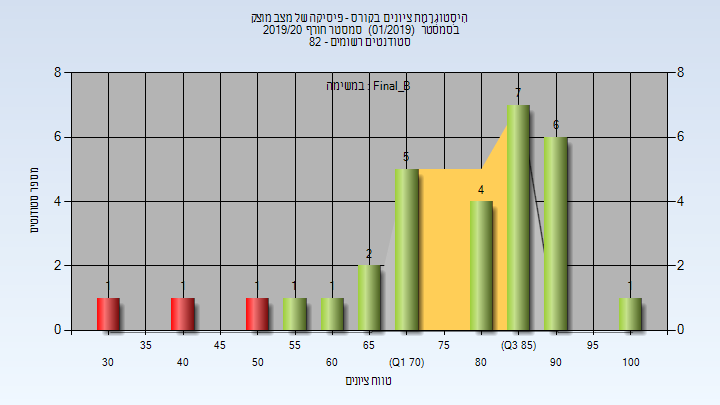 היסטוגרמת ציונים בקורס - פיסיקה של מצב מוצק
בסמסטר (01/2019) סמסטר חורף 2019/20
סטודנטים רשומים - 82
במשימה : Final_B
מספר סטודנטים
8 8
6 6
4 4
2 2
0 0
1 1 1 1 1 2 5 4 7 6 1
35 45 55 65 75 (Q3 85) 95
30 40 50 60 (Q1 70) 80 90 100
טווח ציונים